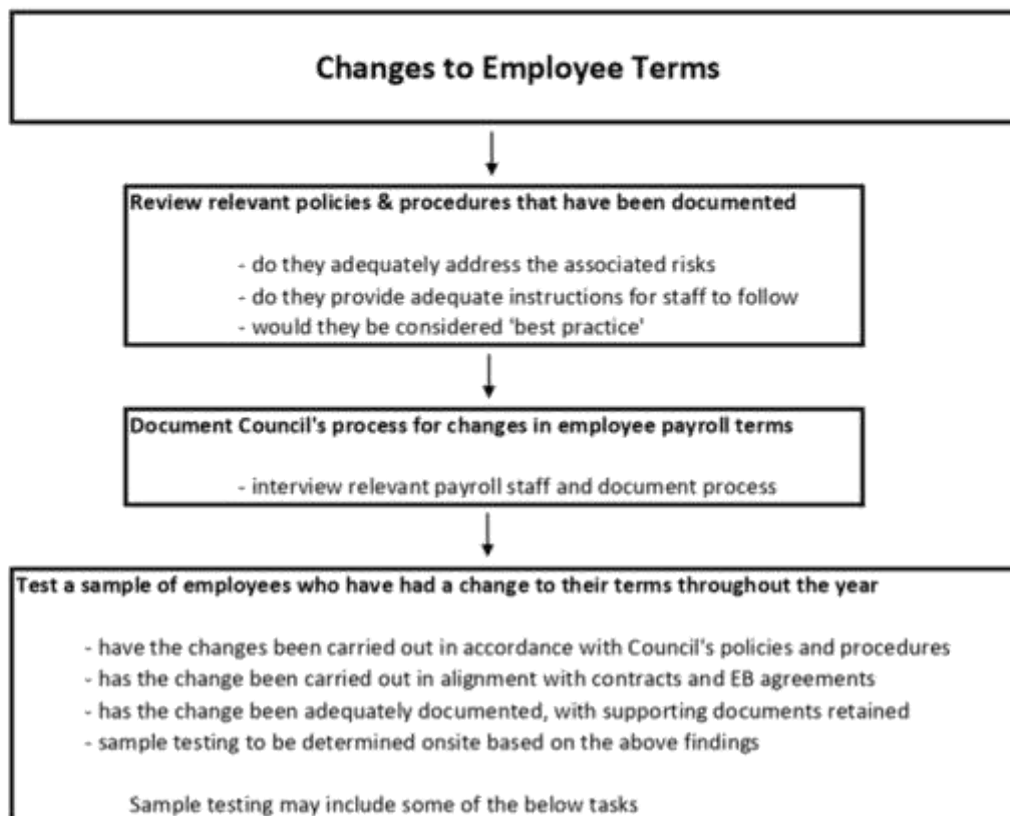 Changes to Employee Terms
Review relevant policies & procedures that have been documented
- do they adequately address the associated risks
- do they provide adequate instructions for staff to follow
- would they be considered 'best practice'
Document Council's process for changes in employee payroll terms
- interview relevant payroll staff and document process
Test a sample of employees who have had a change to their terms throughout the year
- have the changes been carried out in accordance with Council's policies and procedures
- has the change been carried out in alignment with contracts and EB agreements
- has the change been adequately documented, with supporting documents retained
- sample testing to be determined onsite based on the above findings
Sample testing may include some of the below tasks